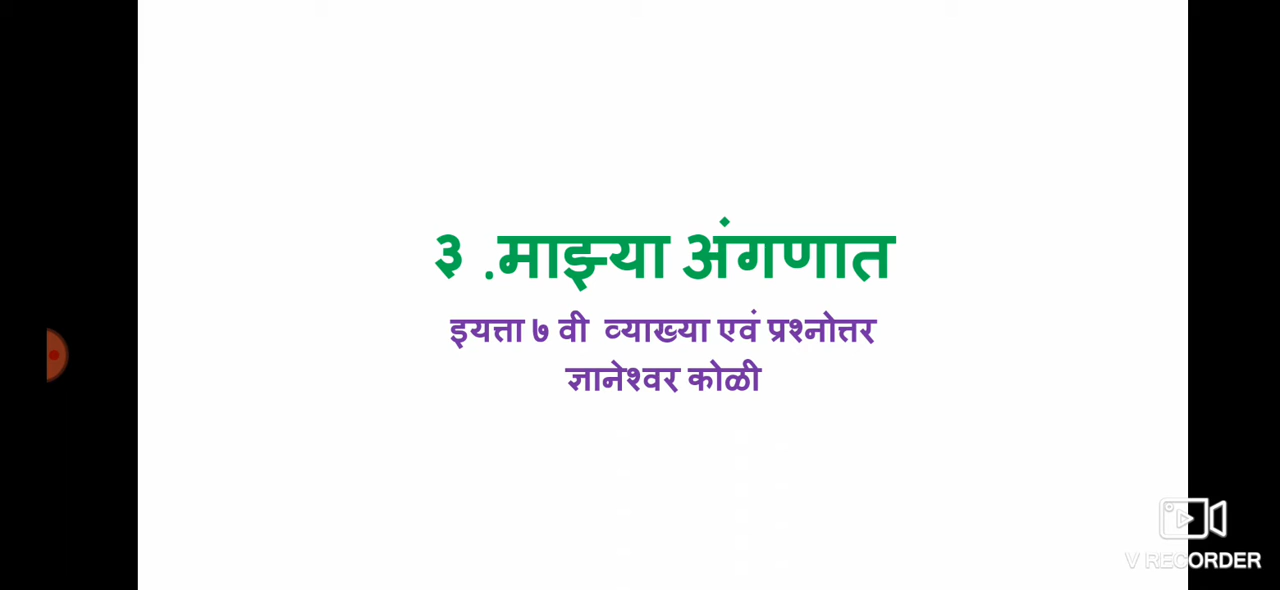 ३ .माझ्या अंगणात
इयत्ता ७ वी व्याख्या एवं प्रश्नोत्तर
ज्ञानेश्वर कोळी
V RECORDER